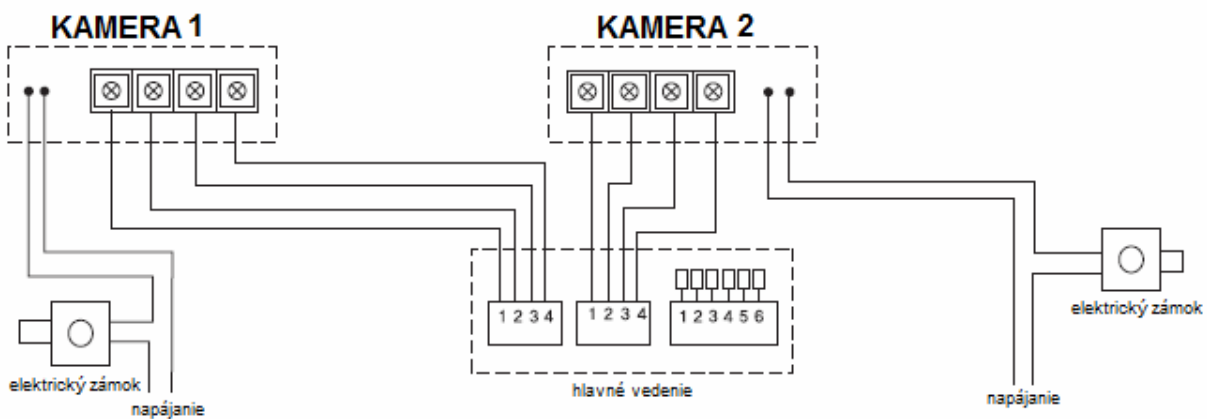 KAMERA 1
KAMERA 2
1 2 3 4
1 2 3 4
1 2 3 4 5 6
elektrický zámok
napájanie
hlavné vedenie
napájanie
elektrický zámok